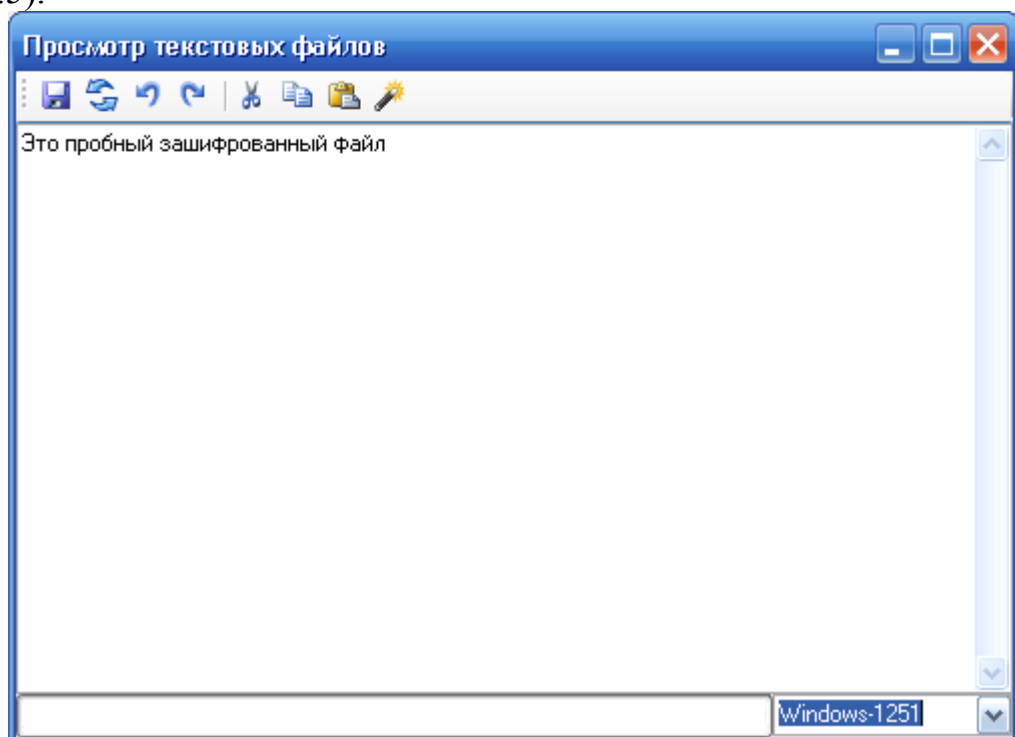 Просмотр текстовых файлов
Это пробный зашифрованный файл
Windows-1251